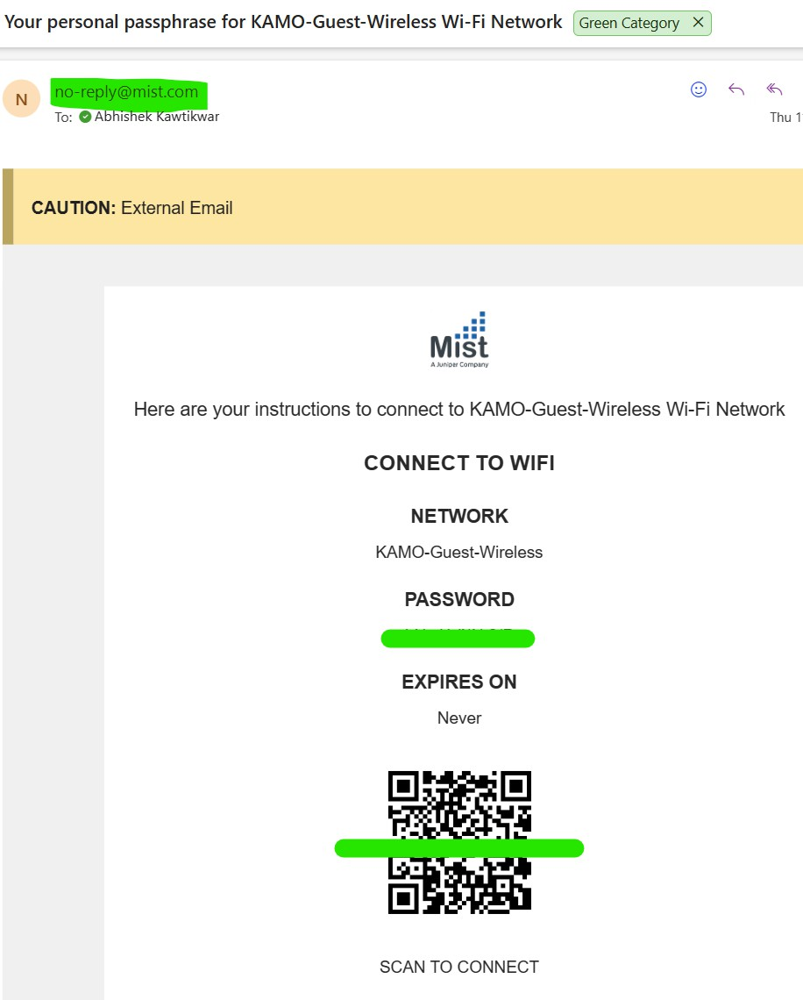 Your personal passphrase for KAMO-Guest-Wireless Wi-Fi Network Green Category
N
no-reply@mist.com
To: Abhishek Kawtikwar
Thu 1
CAUTION: External Email
Mist
A Juniper Company
Here are your instructions to connect to KAMO-Guest-Wireless Wi-Fi Network
CONNECT TO WIFI
NETWORK
KAMO-Guest-Wireless
PASSWORD
EXPIRES ON
Never
SCAN TO CONNECT